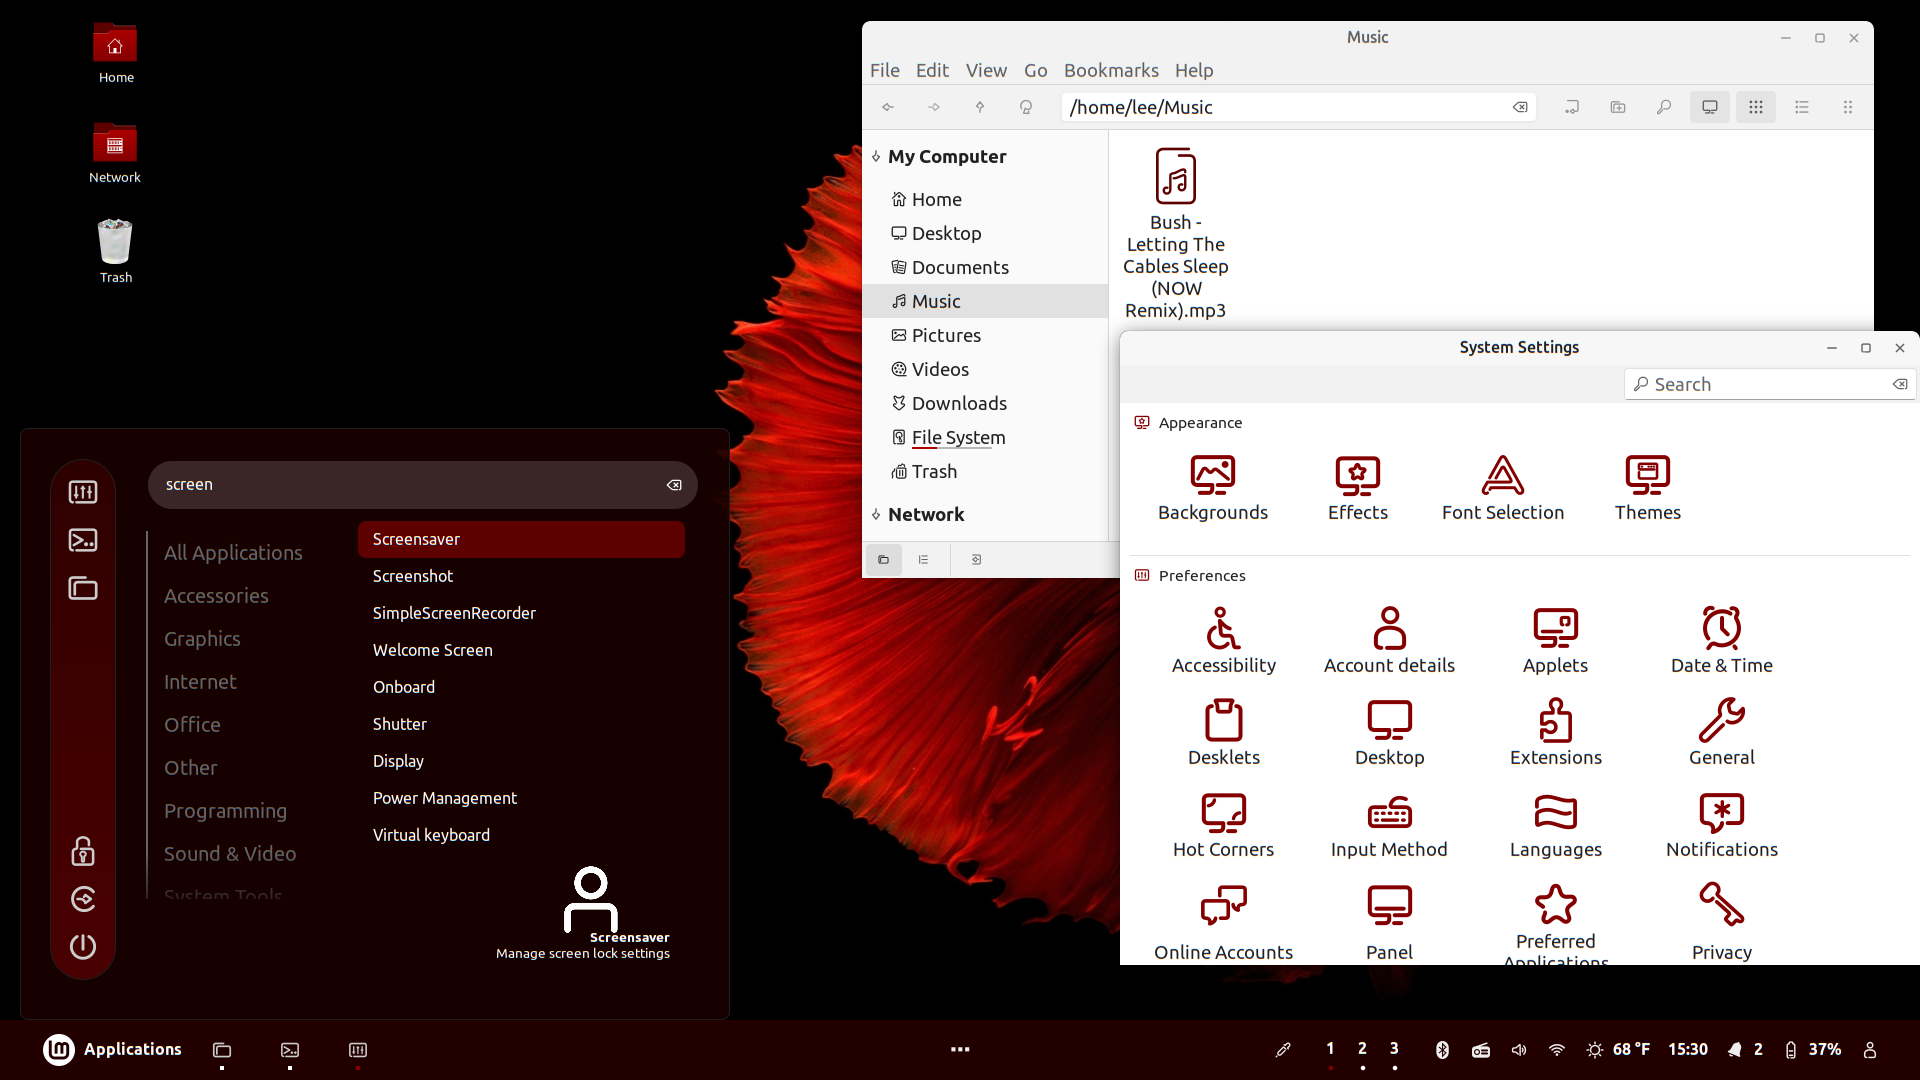 Home
Network
Trash
screen
All Applications
Accessories
Graphics
Internet
Office
Other
Programming
Sound & Video
System Tools
Screensaver
Screenshot
SimpleScreenRecorder
Welcome Screen
Onboard
Shutter
Display
Power Management
Virtual keyboard
Screensaver
Manage screen lock settings
Music
File Edit View Go Bookmarks Help
/home/lee/Music
My Computer
Home
Desktop
Documents
Music
Pictures
Videos
Downloads
File System
Trash
Network
Bush -
Letting The
Cables Sleep
(NOW
Remix).mp3
System Settings
Search
Appearance
Backgrounds Effects Font Selection Themes
Preferences
Accessibility Account details Applets Date & Time
Desklets Desktop Extensions General
Hot Corners Input Method Languages Notifications
Online Accounts Panel Preferred Applications Privacy
Applications
1 2 3
68 °F 15:30 2 37%